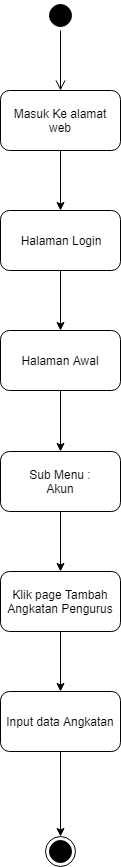 Masuk Ke alamat
web
Halaman Login
Halaman Awal
Sub Menu :
Akun
Klik page Tambah
Angkatan Pengurus
Input data Angkatan